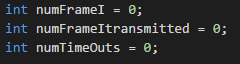 int numFrameI = 0;
int numFrameItransmitted = 0;
int numTimeOuts = 0;